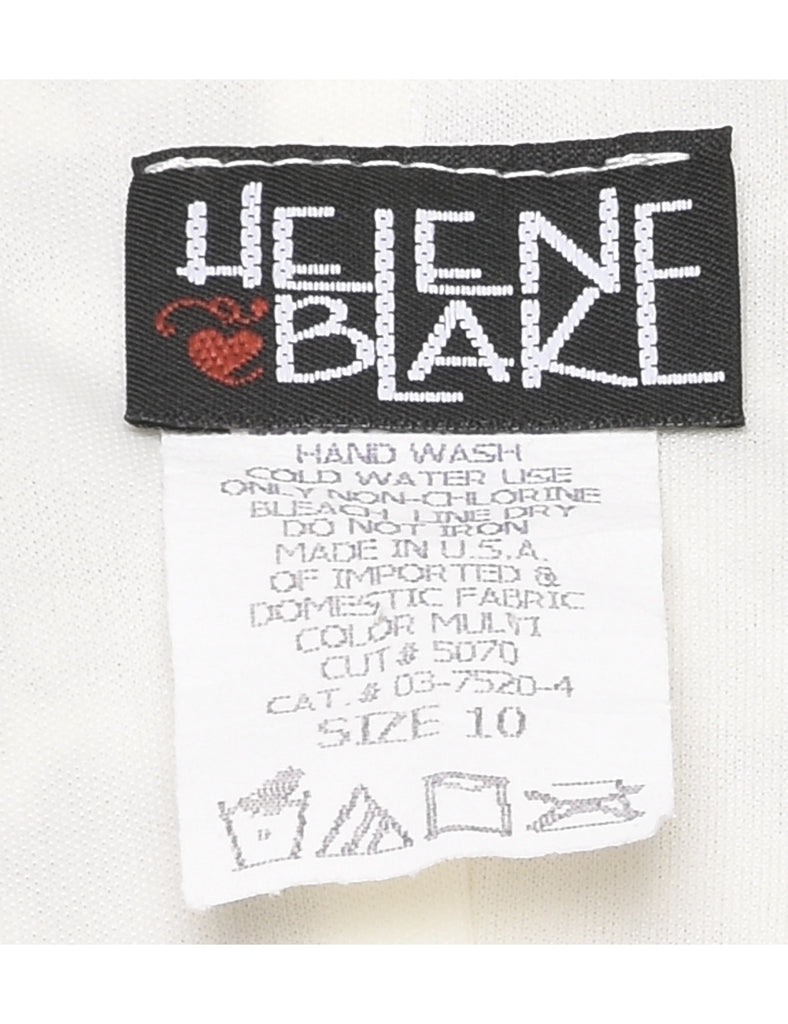 HELENE
BLAKE
HAND WASH
COLD WATER USE
ONLY NON-CHLORINE
BLEACH LINE DRY
DO NOT IRON
MADE IN U.S.A.
OF IMPORTED &
DOMESTIC FABRIC
COLOR MULTI
CUT# 5070
CAT.# 03-7520-4
SIZE 10